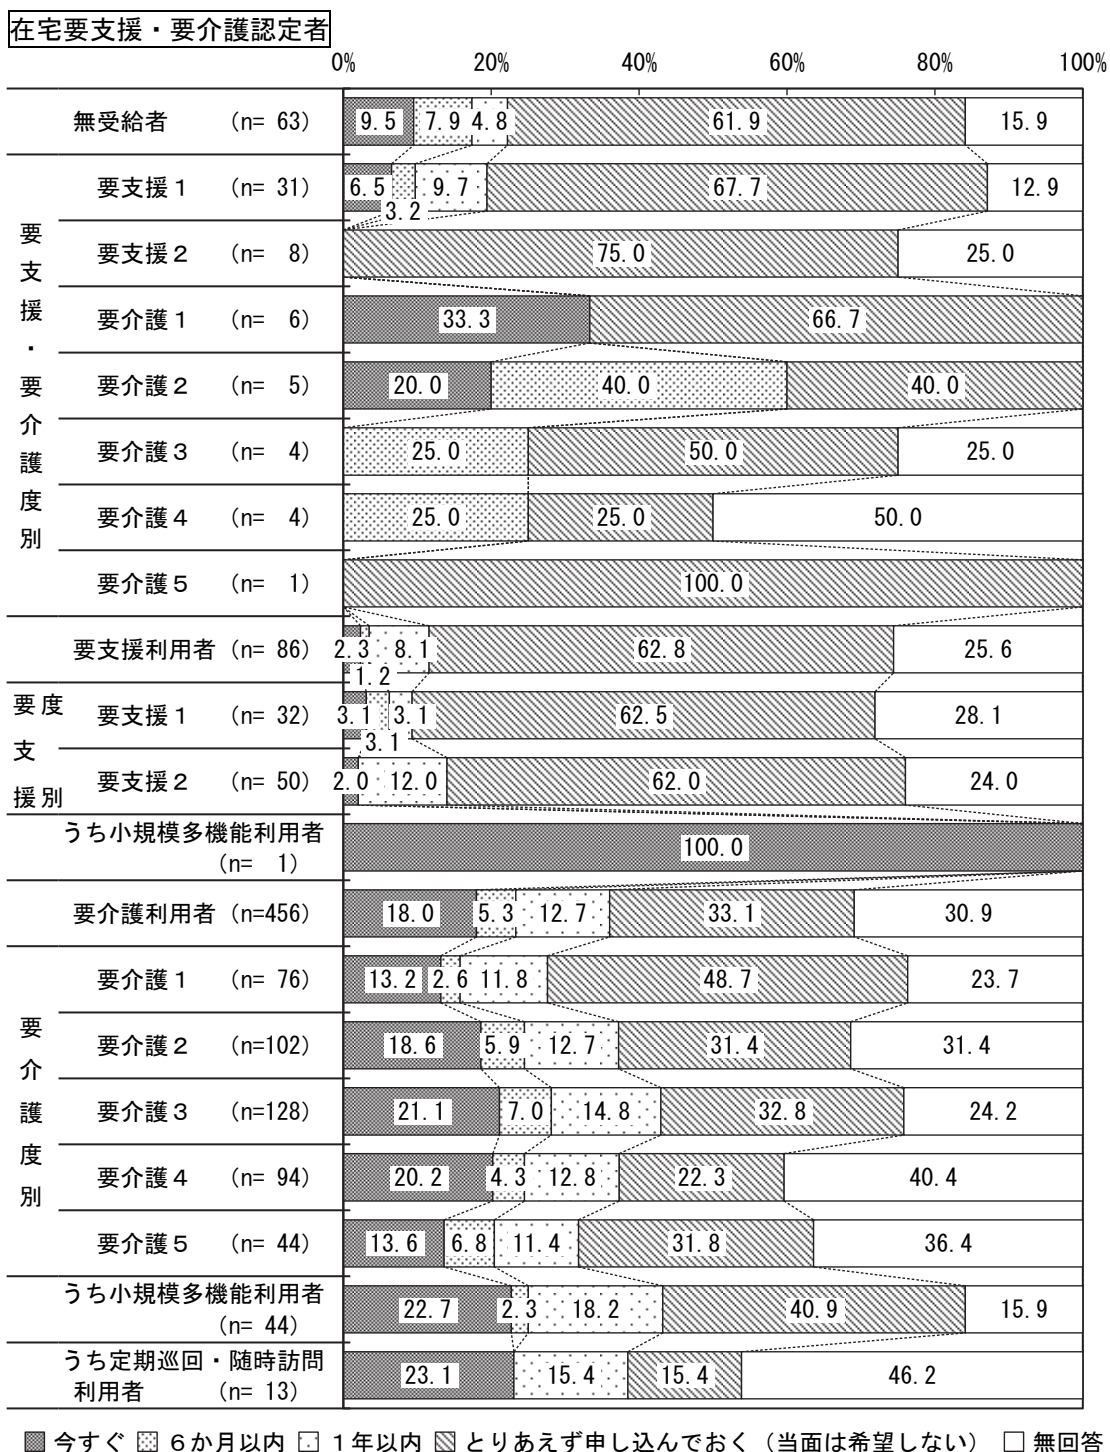 在宅要支援・要介護認定者
0% 20% 40% 60% 80% 100%
無受給者 (n= 63) 9.5 7.9 4.8 61.9 15.9
要支援・要介護度別
要支援１ (n= 31) 6.5 3.2 9.7 67.7 12.9
要支援２ (n= 8) 75.0 25.0
要介護１ (n= 6) 33.3 66.7
要介護２ (n= 5) 20.0 40.0 40.0
要介護３ (n= 4) 25.0 50.0 25.0
要介護４ (n= 4) 25.0 25.0 50.0
要介護５ (n= 1) 100.0
要支援利用者 (n= 86) 2.3 1.2 8.1 62.8 25.6
要支援度別
要支援１ (n= 32) 3.1 3.1 3.1 62.5 28.1
要支援２ (n= 50) 2.0 12.0 62.0 24.0
うち小規模多機能利用者
(n= 1) 100.0
要介護利用者 (n=456) 18.0 5.3 12.7 33.1 30.9
要介護度別
要介護１ (n= 76) 13.2 2.6 11.8 48.7 23.7
要介護２ (n=102) 18.6 5.9 12.7 31.4 31.4
要介護３ (n=128) 21.1 7.0 14.8 32.8 24.2
要介護４ (n= 94) 20.2 4.3 12.8 22.3 40.4
要介護５ (n= 44) 13.6 6.8 11.4 31.8 36.4
うち小規模多機能利用者
(n= 44) 22.7 2.3 18.2 40.9 15.9
うち定期巡回・随時訪問
利用者 (n= 13) 23.1 15.4 15.4 46.2
今すぐ ６か月以内 １年以内 とりあえず申し込んでおく（当面は希望しない） 無回答